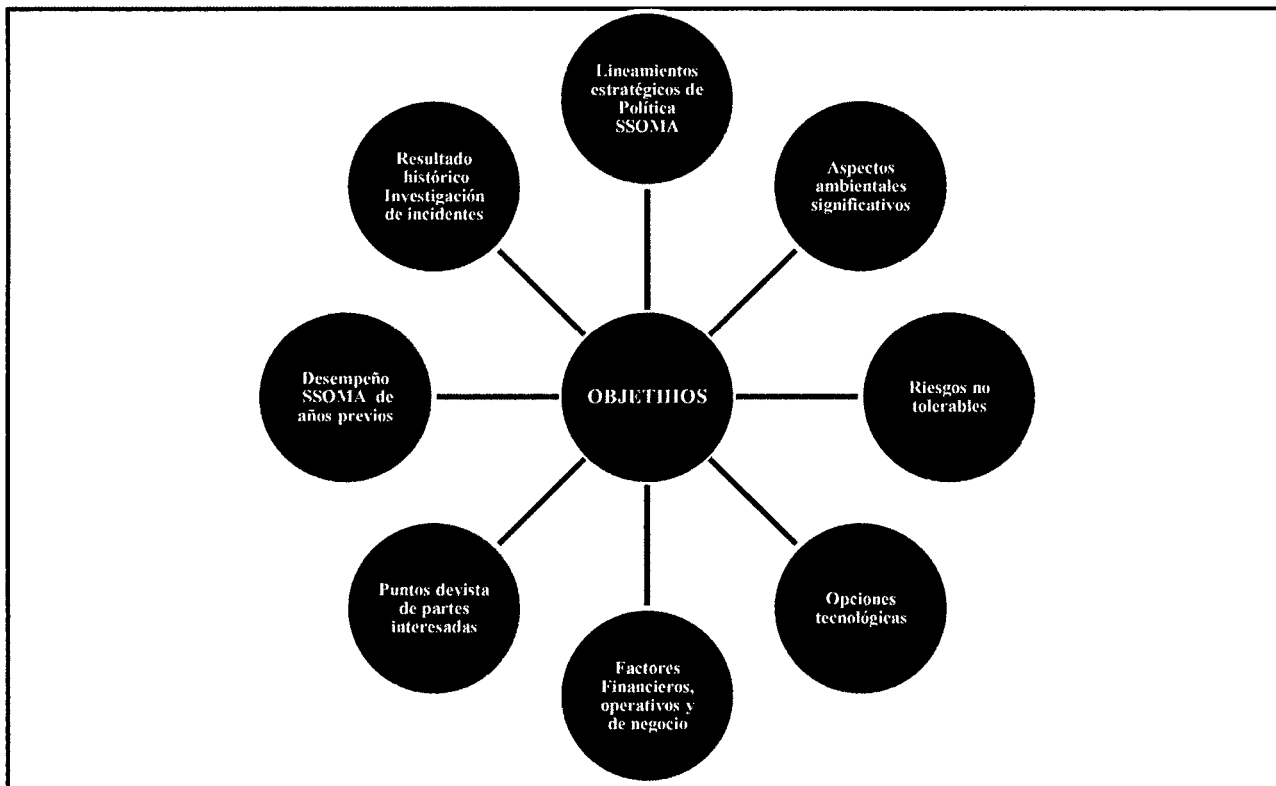 Lineamientos
estratégicos de
Política
SSOMA
Aspectos
ambientales
significativos
Riesgos no
tolerables
Opciones
tecnológicas
Factores
Financieros,
operativos y
de negocio
Puntos devista
de partes
interesadas
Desempeño
SSOMA de
años previos
Resultado
histórico
Investigación
de incidentes
OBJETIIIOS